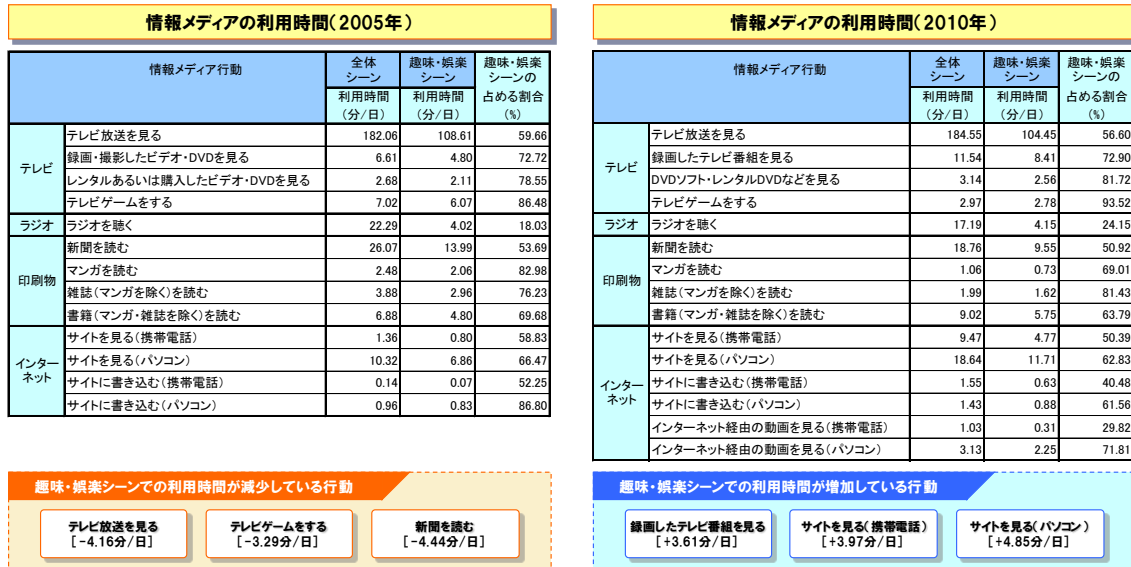 情報メディアの利用時間(2005年)
情報メディア行動 全体シーン 趣味・娯楽シーン 趣味・娯楽シーンの占める割合(%)
利用時間(分/日) 利用時間(分/日)
テレビ
テレビ放送を見る 182.06 108.61 59.66
録画・撮影したビデオ・DVDを見る 6.61 4.80 72.72
レンタルあるいは購入したビデオ・DVDを見る 2.68 2.11 78.55
テレビゲームをする 7.02 6.07 86.48
ラジオ ラジオを聴く 22.29 4.02 18.03
印刷物
新聞を読む 26.07 13.99 53.69
マンガを読む 2.48 2.06 82.98
雑誌(マンガを除く)を読む 3.88 2.96 76.23
書籍(マンガ・雑誌を除く)を読む 6.88 4.80 69.68
インターネット
サイトを見る(携帯電話) 1.36 0.80 58.83
サイトを見る(パソコン) 10.32 6.86 66.47
サイトに書き込む(携帯電話) 0.14 0.07 52.25
サイトに書き込む(パソコン) 0.96 0.83 86.80
趣味・娯楽シーンでの利用時間が減少している行動
テレビ放送を見る
[-4.16分/日]
テレビゲームをする
[-3.29分/日]
新聞を読む
[-4.44分/日]
情報メディアの利用時間(2010年)
情報メディア行動 全体シーン 趣味・娯楽シーン 趣味・娯楽シーンの占める割合(%)
利用時間(分/日) 利用時間(分/日)
テレビ
テレビ放送を見る 184.55 104.45 56.60
録画したテレビ番組を見る 11.54 8.41 72.90
DVDソフト・レンタルDVDなどを見る 3.14 2.56 81.72
テレビゲームをする 2.97 2.78 93.52
ラジオ ラジオを聴く 17.19 4.15 24.15
印刷物
新聞を読む 18.76 9.55 50.92
マンガを読む 1.06 0.73 69.01
雑誌(マンガを除く)を読む 1.99 1.62 81.43
書籍(マンガ・雑誌を除く)を読む 9.02 5.75 63.79
インターネット
サイトを見る(携帯電話) 9.47 4.77 50.39
サイトを見る(パソコン) 18.64 11.71 62.83
サイトに書き込む(携帯電話) 1.55 0.63 40.48
サイトに書き込む(パソコン) 1.43 0.88 61.56
インターネット経由の動画を見る(携帯電話) 1.03 0.31 29.82
インターネット経由の動画を見る(パソコン) 3.13 2.25 71.81
趣味・娯楽シーンでの利用時間が増加している行動
録画したテレビ番組を見る
[+3.61分/日]
サイトを見る(携帯電話)
[+3.97分/日]
サイトを見る(パソコン)
[+4.85分/日]